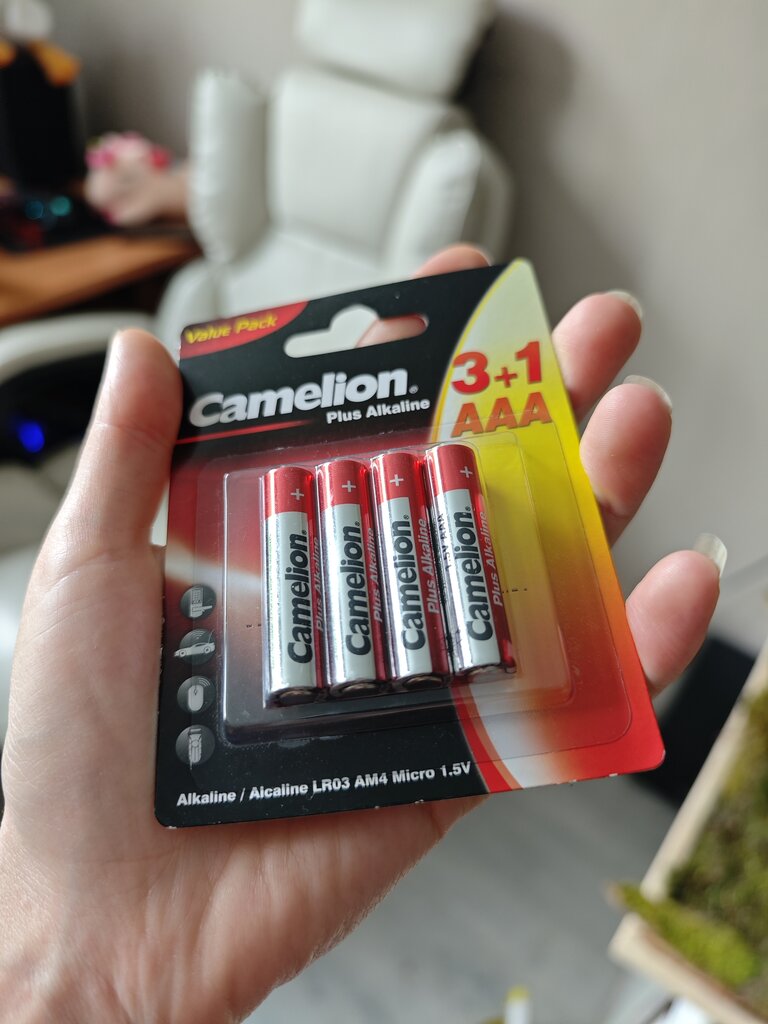 Value Pack
Camelion®
Plus Alkaline
3+1
AAA
+
Camelion®
Plus Alkaline
+
Camelion®
Plus Alkaline
+
Camelion®
Plus Alkaline
+
Camelion®
Plus Alkaline
Alkaline / Alcaline LR03 AM4 Micro 1.5V